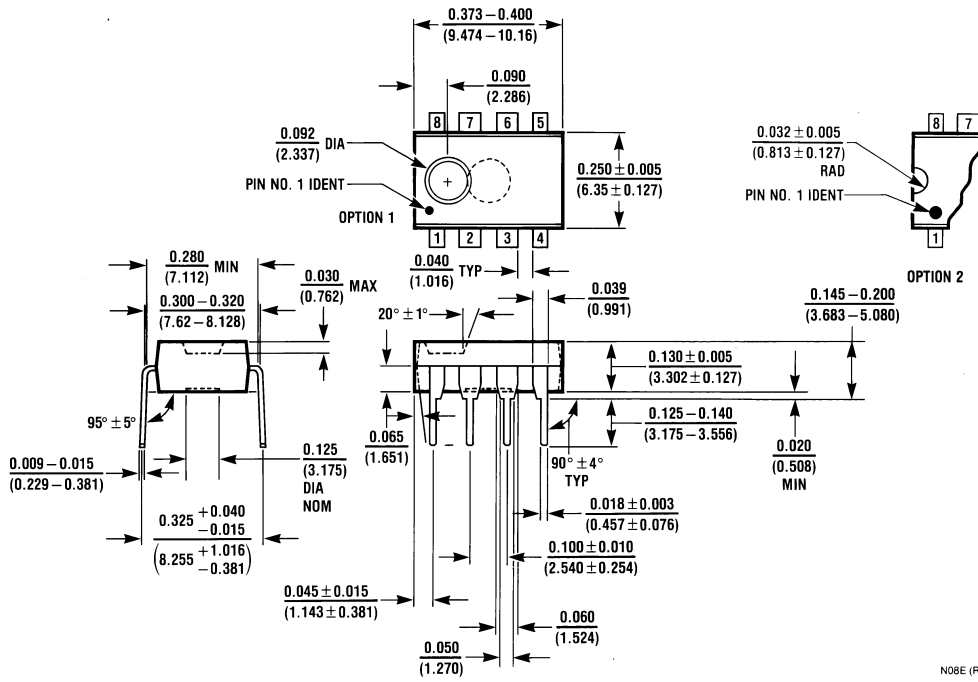 0.373–0.400
(9.474–10.16)
0.090
(2.286)
8 7 6 5
0.092 DIA
(2.337)
PIN NO. 1 IDENT
OPTION 1
1 2 3 4
0.250 ± 0.005
(6.35 ± 0.127)
0.032 ± 0.005
(0.813 ± 0.127)
RAD
PIN NO. 1 IDENT
8 7
1
OPTION 2
0.280 MIN
(7.112)
0.300 – 0.320
(7.62 – 8.128)
0.030 MAX
(0.762)
0.040 TYP
(1.016)
20° ± 1°
0.039
(0.991)
0.145 – 0.200
(3.683 – 5.080)
0.130 ± 0.005
(3.302 ± 0.127)
95° ± 5°
0.009 – 0.015
(0.229 – 0.381)
0.125
(3.175)
DIA
NOM
0.065
(1.651)
0.125 – 0.140
(3.175 – 3.556)
90° ± 4°
TYP
0.020
(0.508)
MIN
0.325 +0.040
–0.015
(8.255 +1.016
–0.381)
0.018 ± 0.003
(0.457 ± 0.076)
0.100 ± 0.010
(2.540 ± 0.254)
0.045 ± 0.015
(1.143 ± 0.381)
0.060
(1.524)
0.050
(1.270)
N08E (R